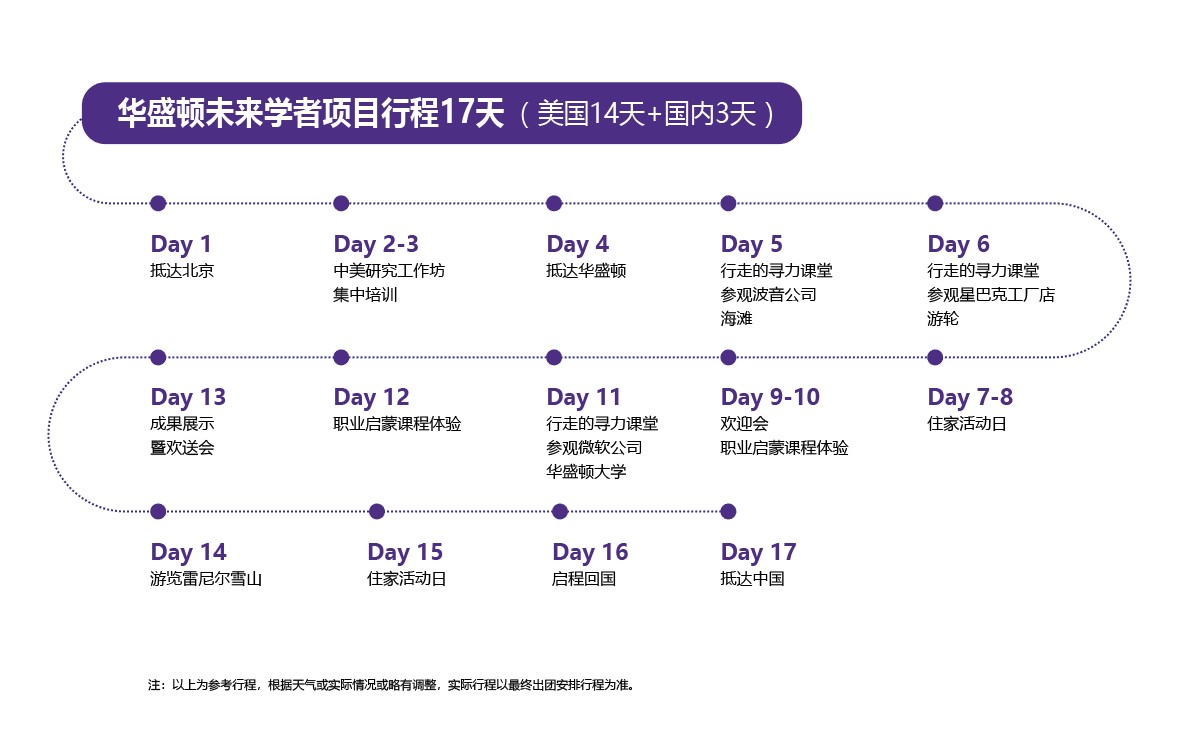 华盛顿未来学者项目行程17天（美国14天+国内3天）
Day 1
抵达北京
Day 2-3
中美研究工作坊
集中培训
Day 4
抵达华盛顿
Day 5
行走的寻力课堂
参观波音公司
海滩
Day 6
行走的寻力课堂
参观星巴克工厂店
游轮
Day 7-8
住家活动日
Day 9-10
欢迎会
职业启蒙课程体验
Day 11
行走的寻力课堂
参观微软公司
华盛顿大学
Day 12
职业启蒙课程体验
Day 13
成果展示
暨欢送会
Day 14
游览雷尼尔雪山
Day 15
住家活动日
Day 16
启程回国
Day 17
抵达中国
注：以上为参考行程，根据天气或实际情况或略有调整，实际行程以最终出团安排行程为准。